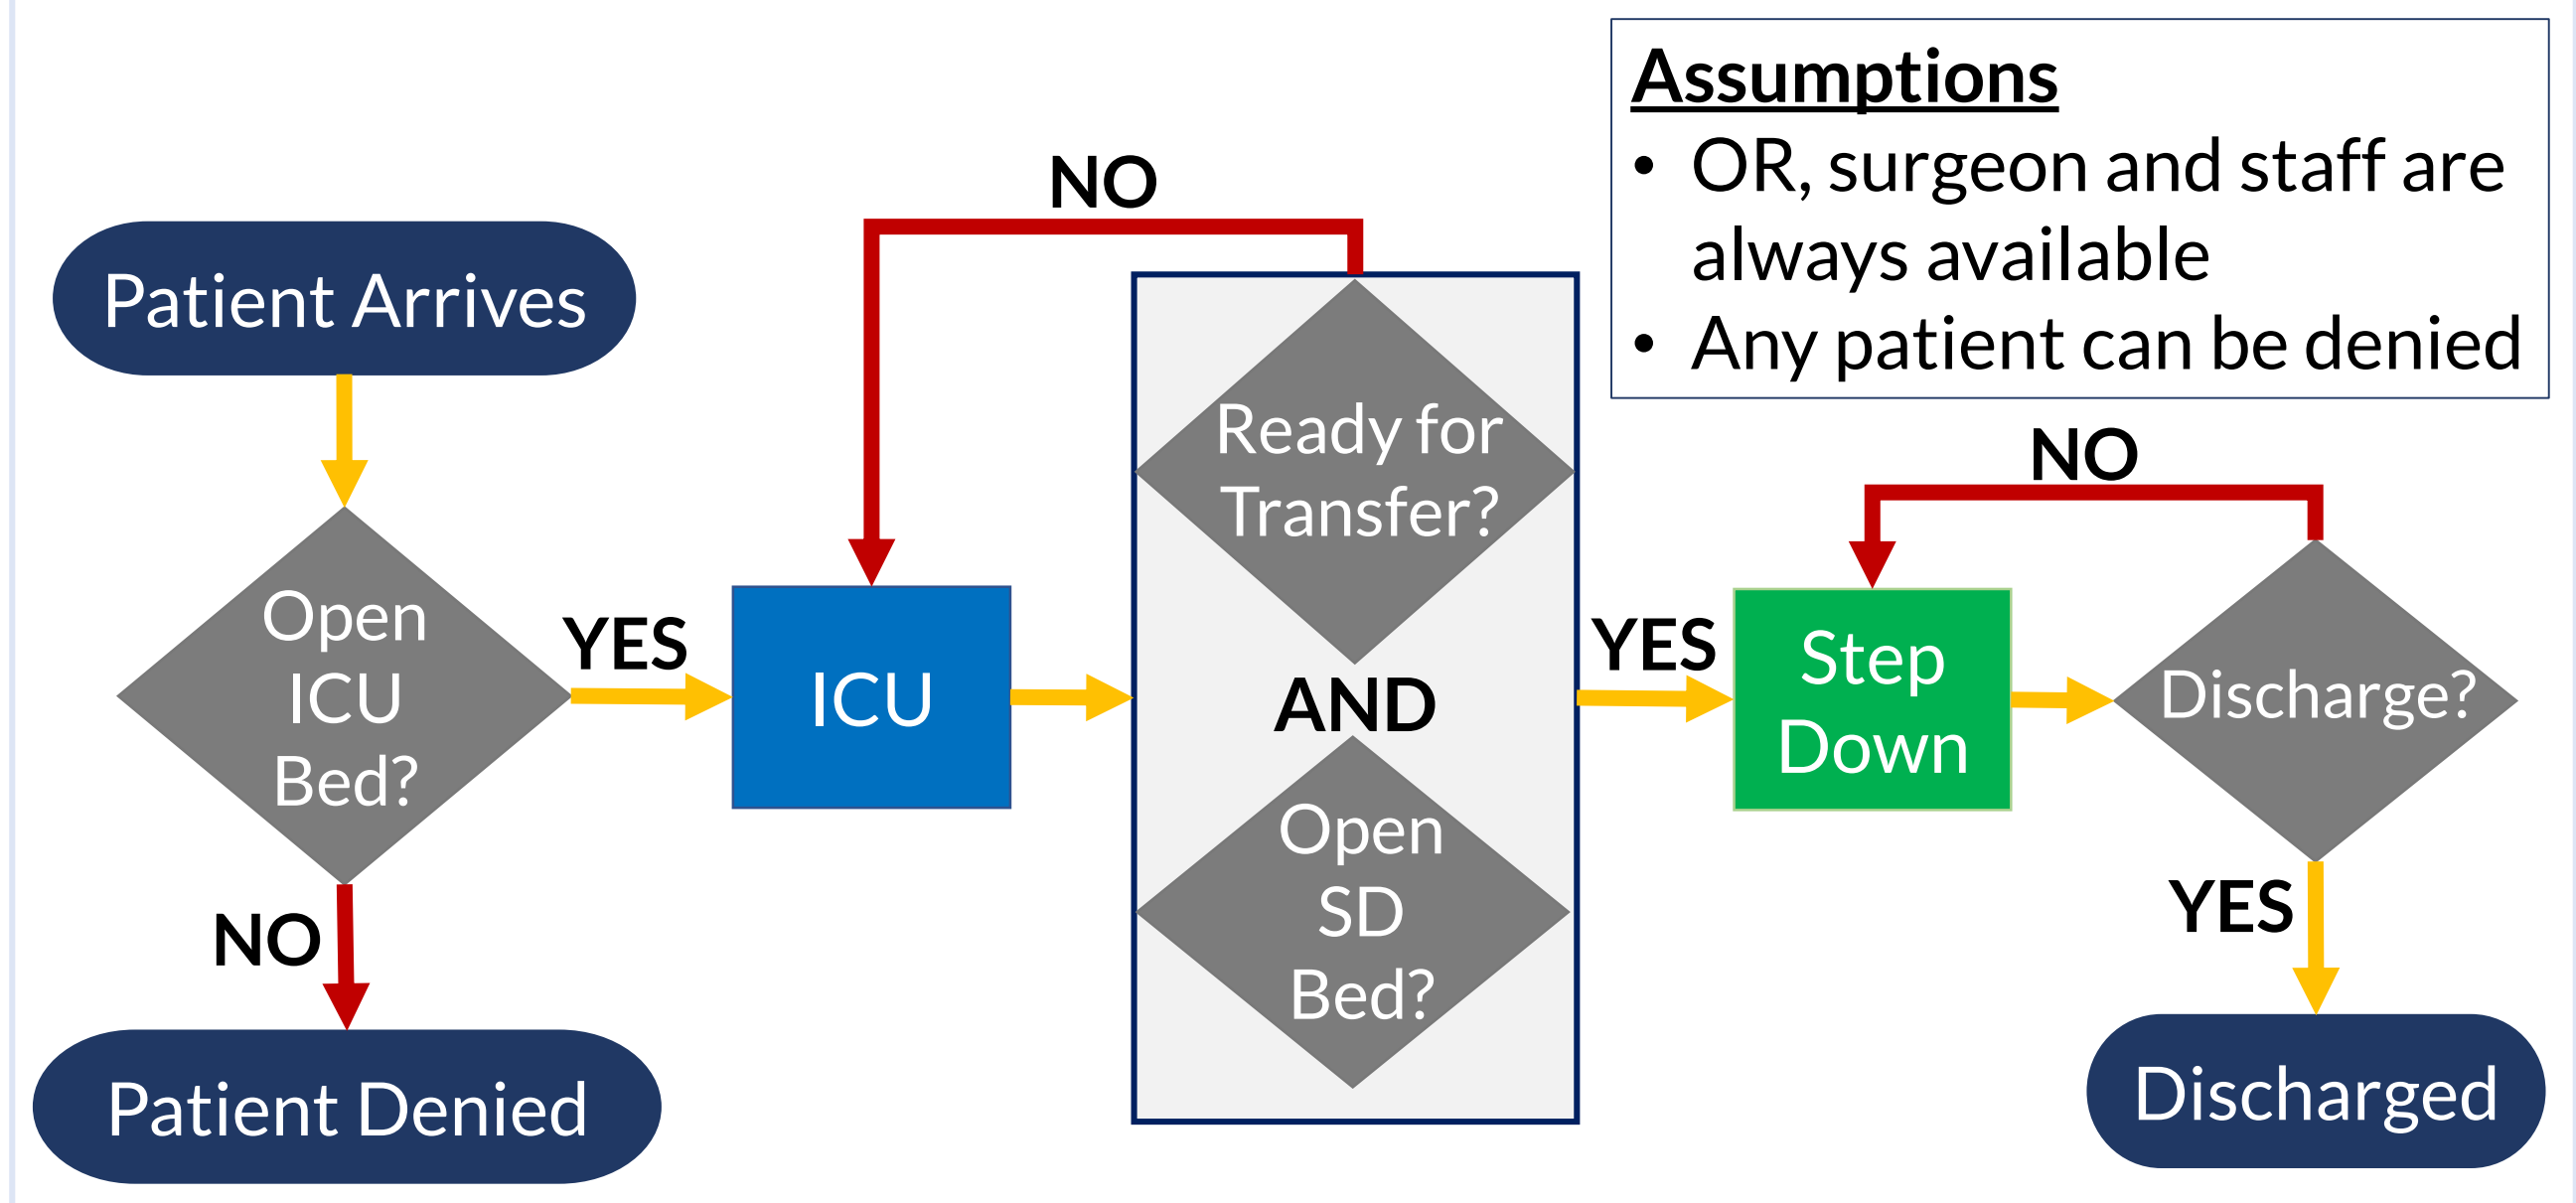 Assumptions
• OR, surgeon and staff are
always available
• Any patient can be denied
Patient Arrives
Open
ICU
Bed?
YES
NO
Patient Denied
ICU
NO
Ready for
Transfer?
AND
Open
SD
Bed?
YES
Step
Down
NO
Discharge?
YES
Discharged